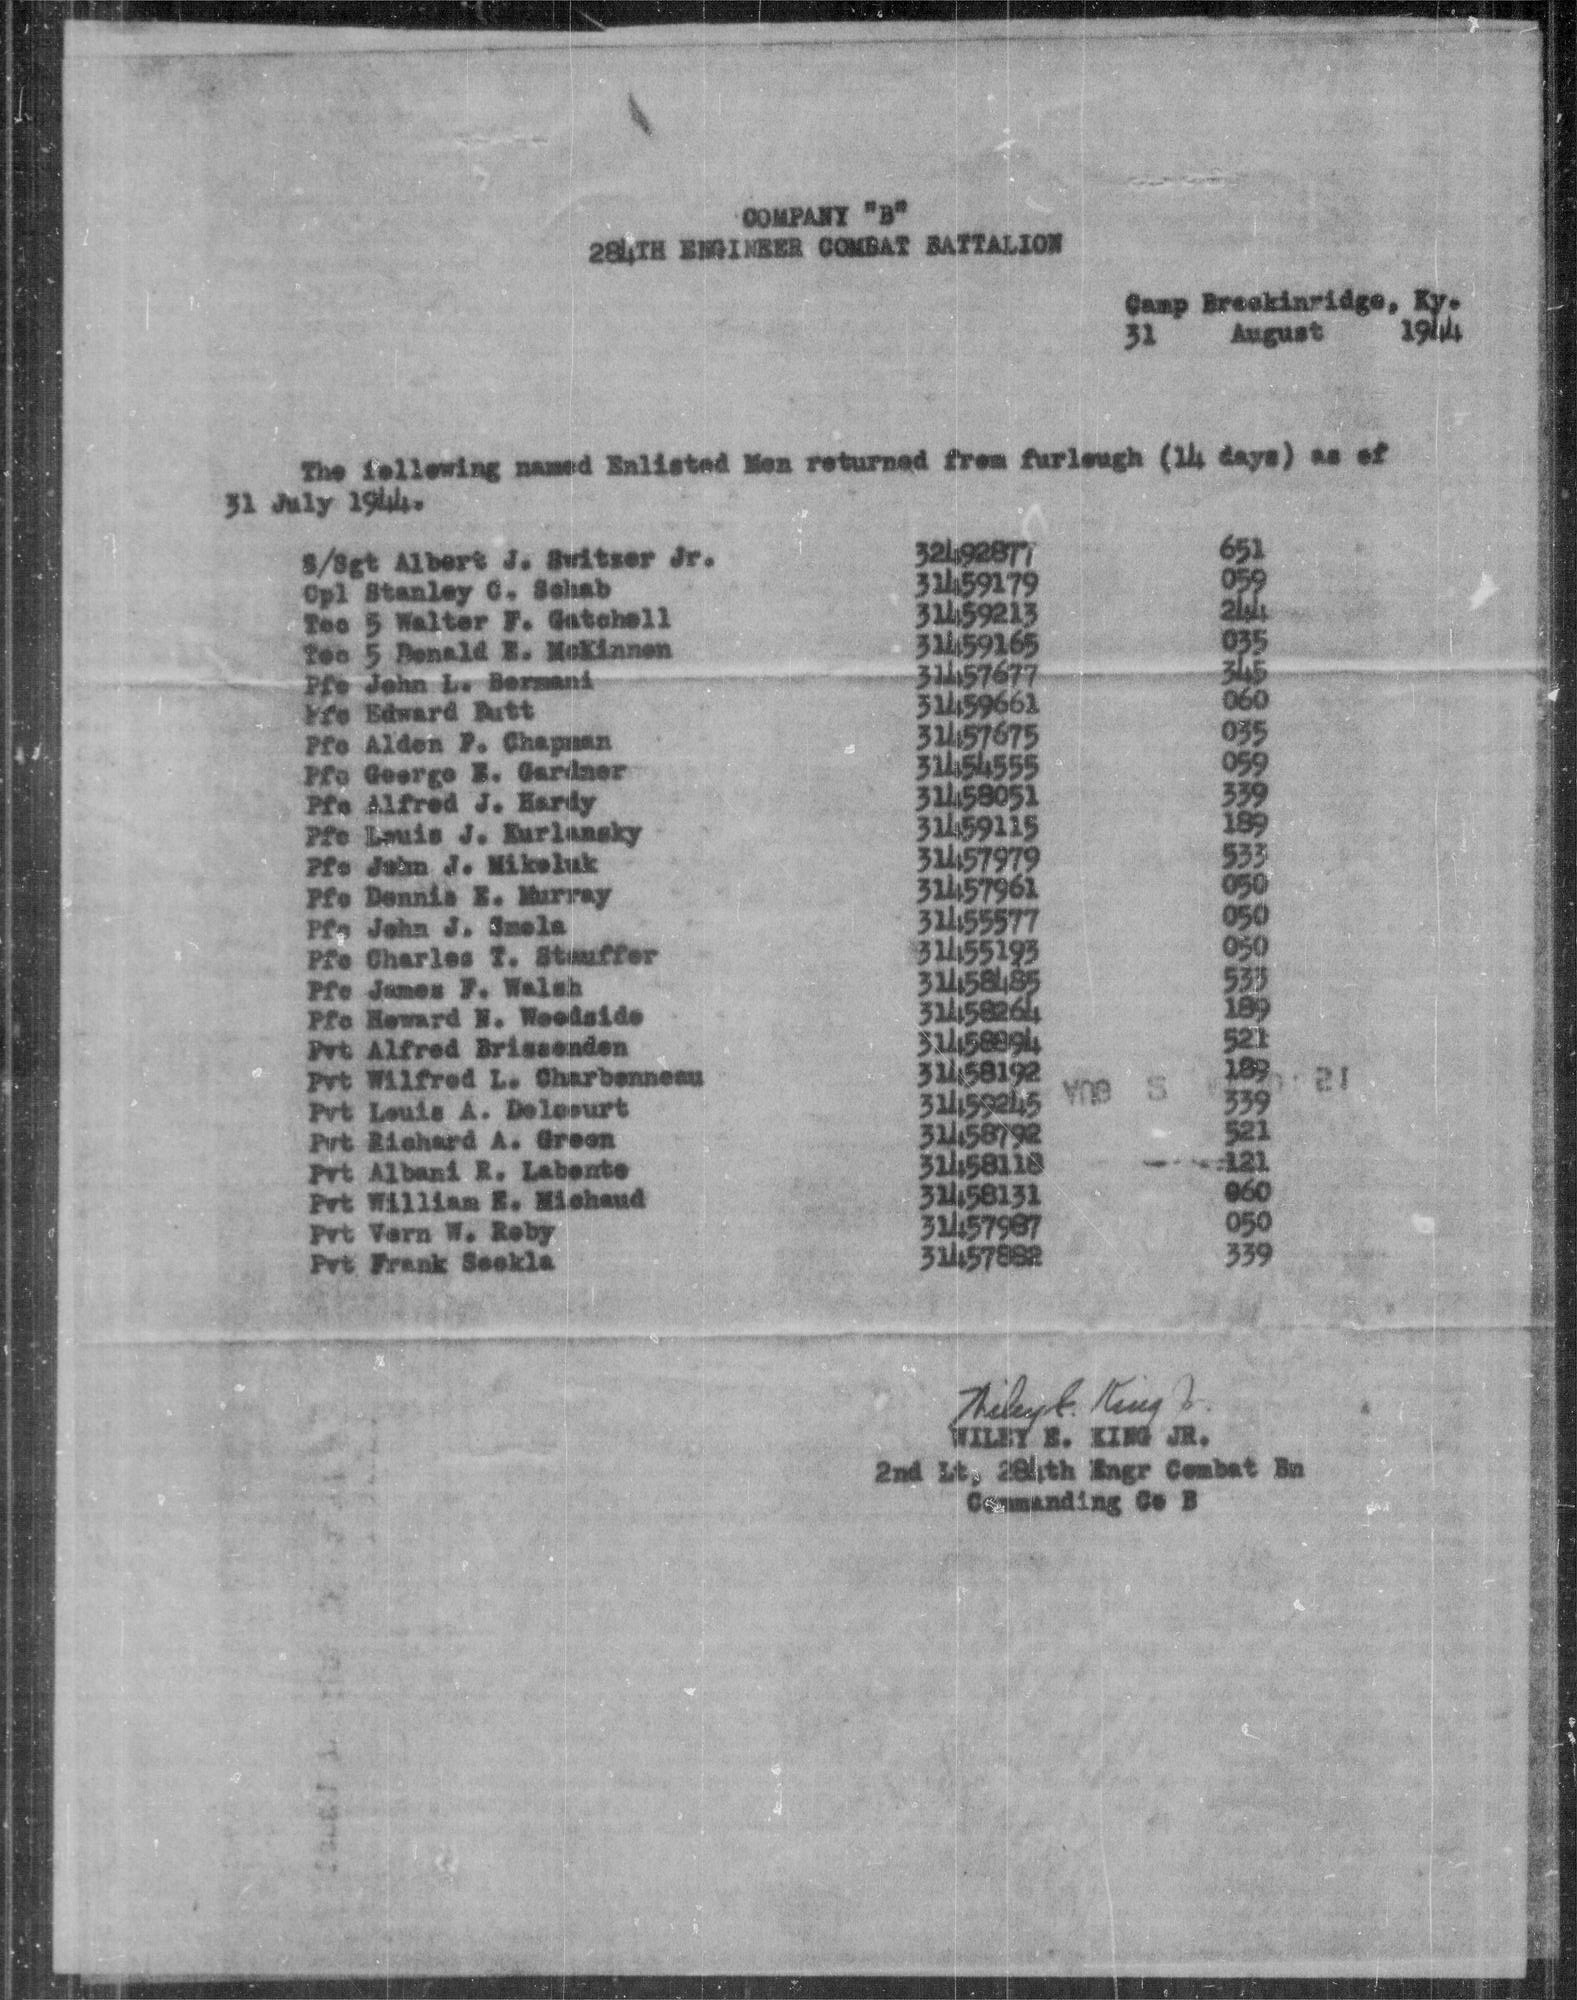 COMPANY "B"
284TH ENGINEER COMBAT BATTALION
Camp Breckinridge, Ky.
31 August 1944
The following named Enlisted Men returned from furlough (14 days) as of
31 July 1944.
S/Sgt Albert J. Switzer Jr. 32492877 651
Cpl Stanley C. Schab 31459179 059
Tec 5 Walter F. Gatchell 31459213 244
Tec 5 Donald E. McKinnon 31459165 035
Pfc John L. Bormani 31457677 345
Pfc Edward Butt 31459661 060
Pfc Alden F. Chapman 31457675 035
Pfc George E. Gardner 31454555 059
Pfc Alfred J. Hardy 31458051 339
Pfc Louis J. Kurlansky 31459115 189
Pfc John J. Mikoluk 31457979 533
Pfc Dennis E. Murray 31457961 050
Pfc John J. Smola 31455577 050
Pfc Charles T. Stauffer 31455193 050
Pfc James F. Walsh 31458485 533
Pfc Howard N. Woodside 31458264 189
Pvt Alfred Brissenden 31458894 521
Pvt Wilfred L. Charbonneau 31458192 189
Pvt Louis A. Delcourt 31459245 339
Pvt Richard A. Green 31458792 521
Pvt Albani R. Labonte 31458118 121
Pvt William E. Michaud 31458131 060
Pvt Vern W. Roby 31457987 050
Pvt Frank Seekla 31457882 339
Wiley E. King Jr.
WILEY E. KING JR.
2nd Lt, 284th Engr Combat Bn
Commanding Co B